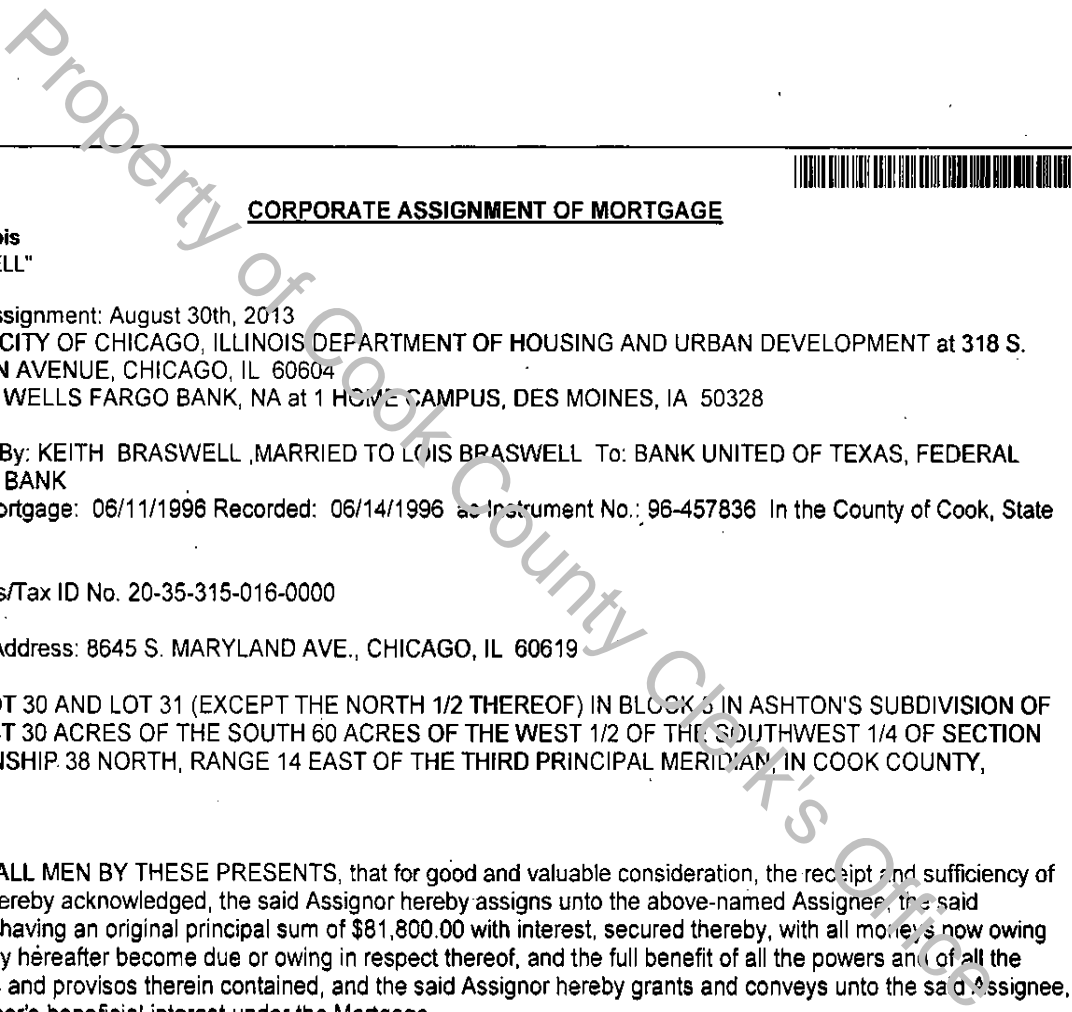 CORPORATE ASSIGNMENT OF MORTGAGE
ois
ELL"
ssignment: August 30th, 2013
CITY OF CHICAGO, ILLINOIS DEPARTMENT OF HOUSING AND URBAN DEVELOPMENT at 318 S.
N AVENUE, CHICAGO, IL 60604
WELLS FARGO BANK, NA at 1 HOME CAMPUS, DES MOINES, IA 50328
By: KEITH BRASWELL ,MARRIED TO LOIS BRASWELL To: BANK UNITED OF TEXAS, FEDERAL
BANK
ortgage: 06/11/1996 Recorded: 06/14/1996 as Instrument No.: 96-457836 In the County of Cook, State
s/Tax ID No. 20-35-315-016-0000
Address: 8645 S. MARYLAND AVE., CHICAGO, IL 60619
OT 30 AND LOT 31 (EXCEPT THE NORTH 1/2 THEREOF) IN BLOCK IN ASHTON'S SUBDIVISION OF
T 30 ACRES OF THE SOUTH 60 ACRES OF THE WEST 1/2 OF THE SOUTHWEST 1/4 OF SECTION
NSHIP 38 NORTH, RANGE 14 EAST OF THE THIRD PRINCIPAL MERIDIAN, IN COOK COUNTY,
ALL MEN BY THESE PRESENTS, that for good and valuable consideration, the receipt and sufficiency of
ereby acknowledged, the said Assignor hereby assigns unto the above-named Assignee, the said
having an original principal sum of $81,800.00 with interest, secured thereby, with all moneys now owing
y hereafter become due or owing in respect thereof, and the full benefit of all the powers and of all the
and provisos therein contained, and the said Assignor hereby grants and conveys unto the said Assignee,
nor's beneficial interest under the Mortgage
Property of Cook County Clerk's Office